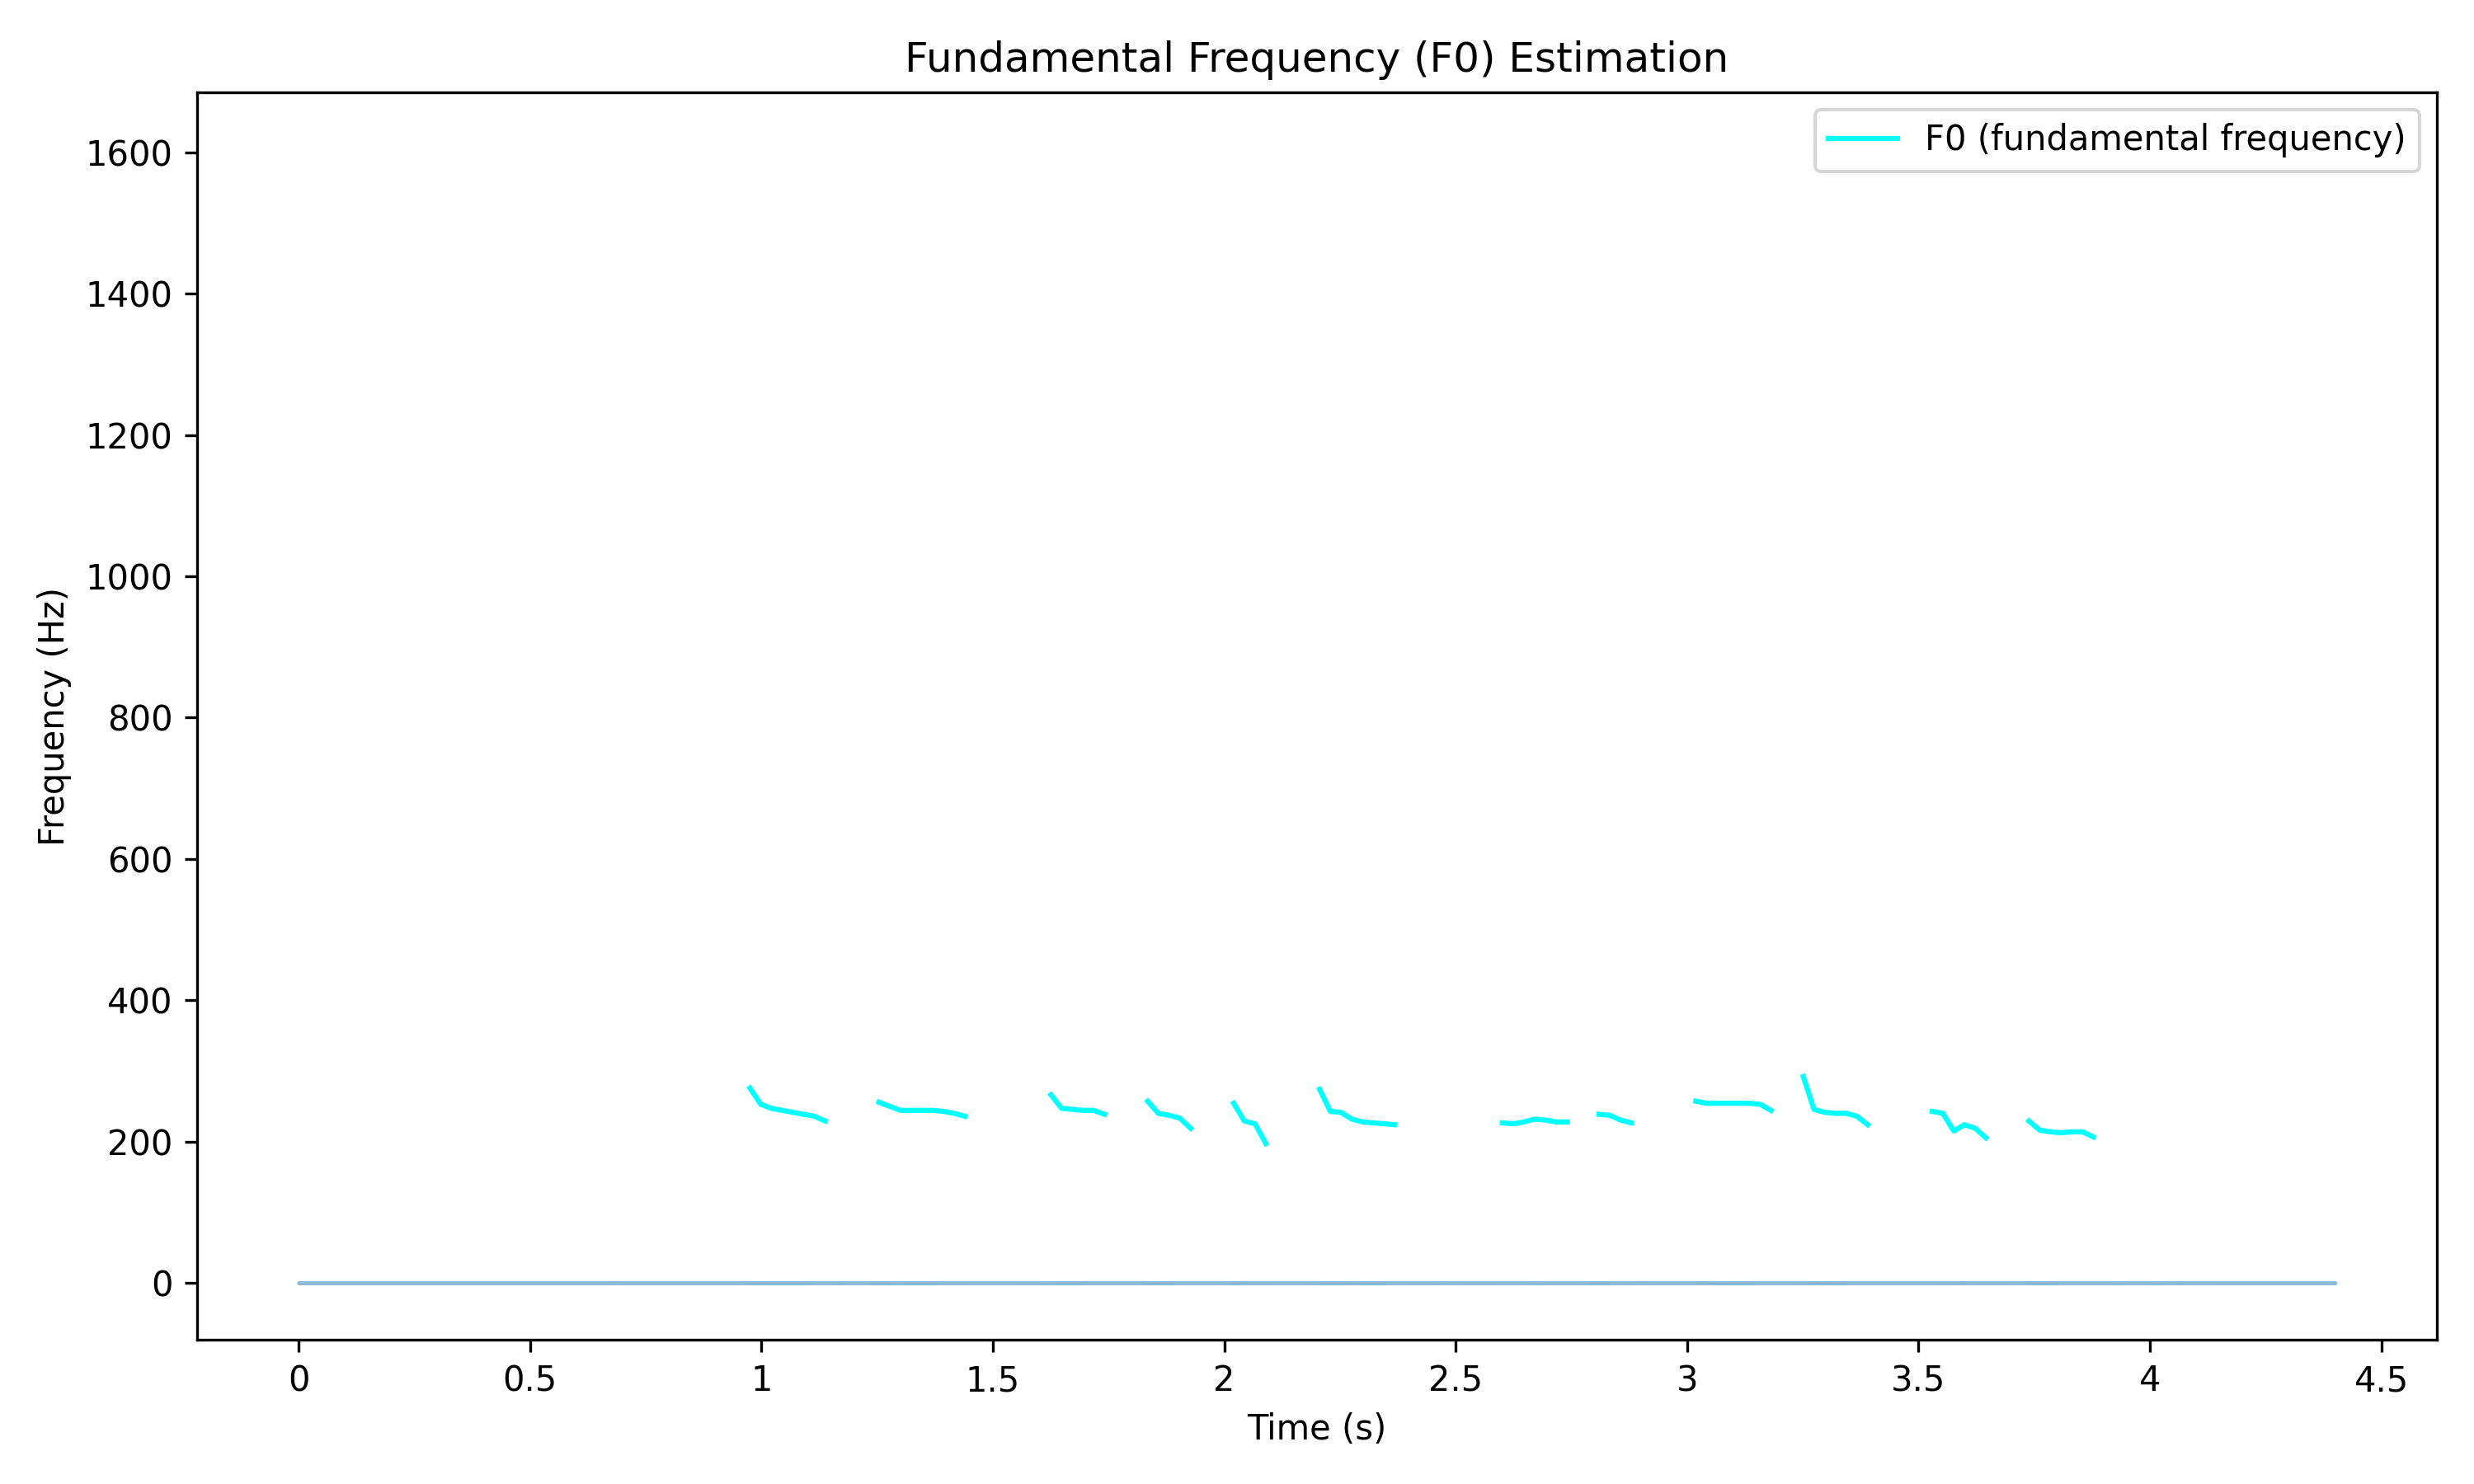 Fundamental Frequency (F0) Estimation
F0 (fundamental frequency)
1600
1400
1200
1000
800
600
400
200
0
Frequency (Hz)
0 0.5 1 1.5 2 2.5 3 3.5 4 4.5
Time (s)